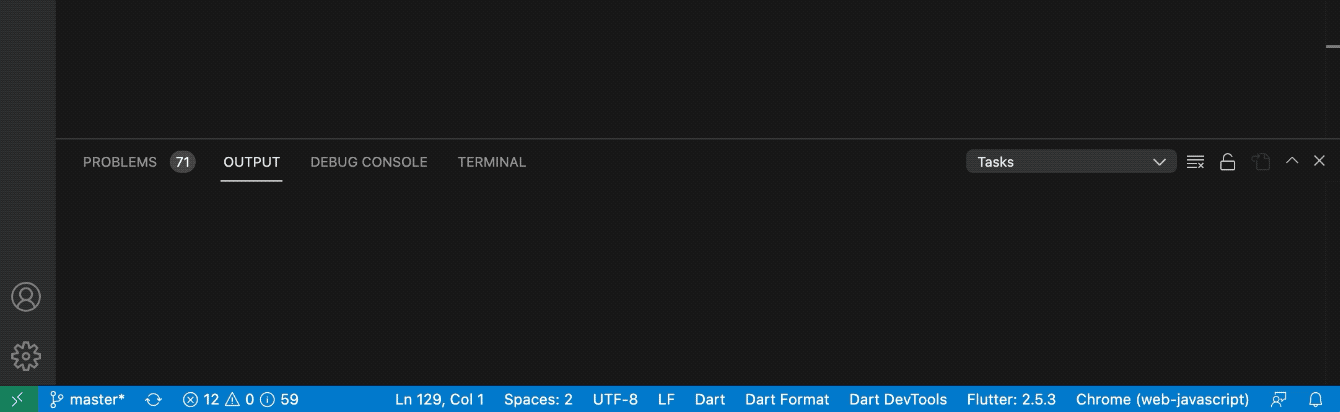 PROBLEMS 71 OUTPUT DEBUG CONSOLE TERMINAL Tasks
master* 12 0 59 Ln 129, Col 1 Spaces: 2 UTF-8 LF Dart Dart Format Dart DevTools Flutter: 2.5.3 Chrome (web-javascript)